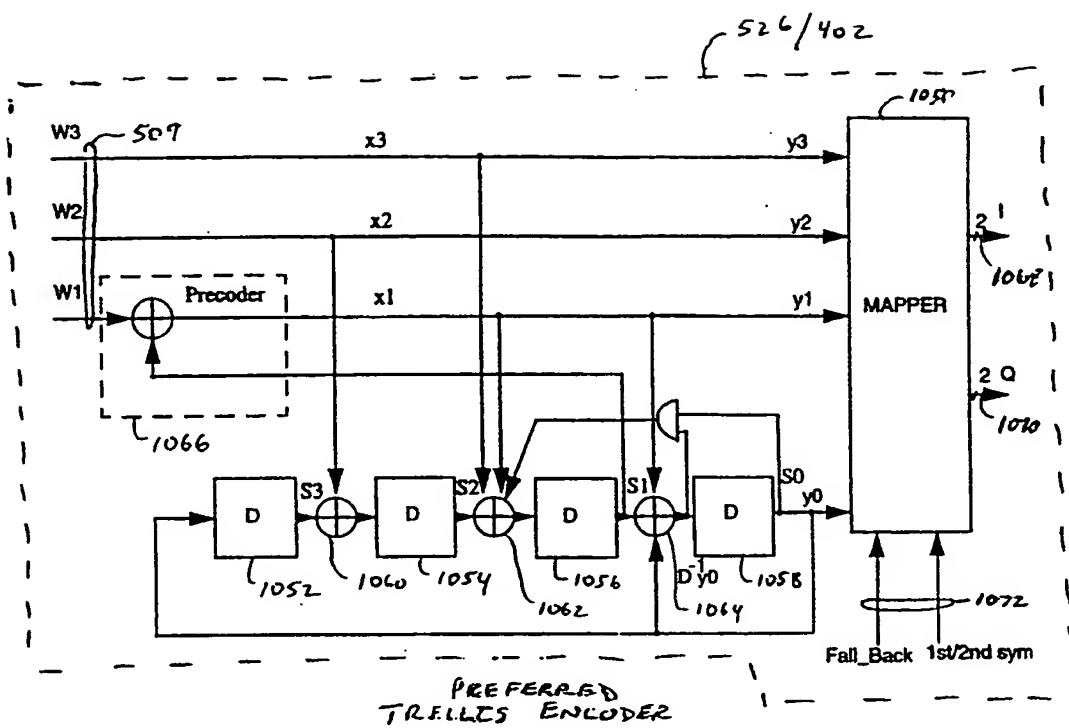 526/402
1050
W3
509
x3
y3
W2
x2
y2
2 I
1068
W1
Precoder
x1
y1
MAPPER
2 Q
1070
1066
S3
S2
S1
S0
y0
D
D
D
D
1052
1060
1054
1062
1056
D⁻¹y0
1064
1058
1072
Fall_Back
1st/2nd sym
PREFERRED
TRELLIS ENCODER